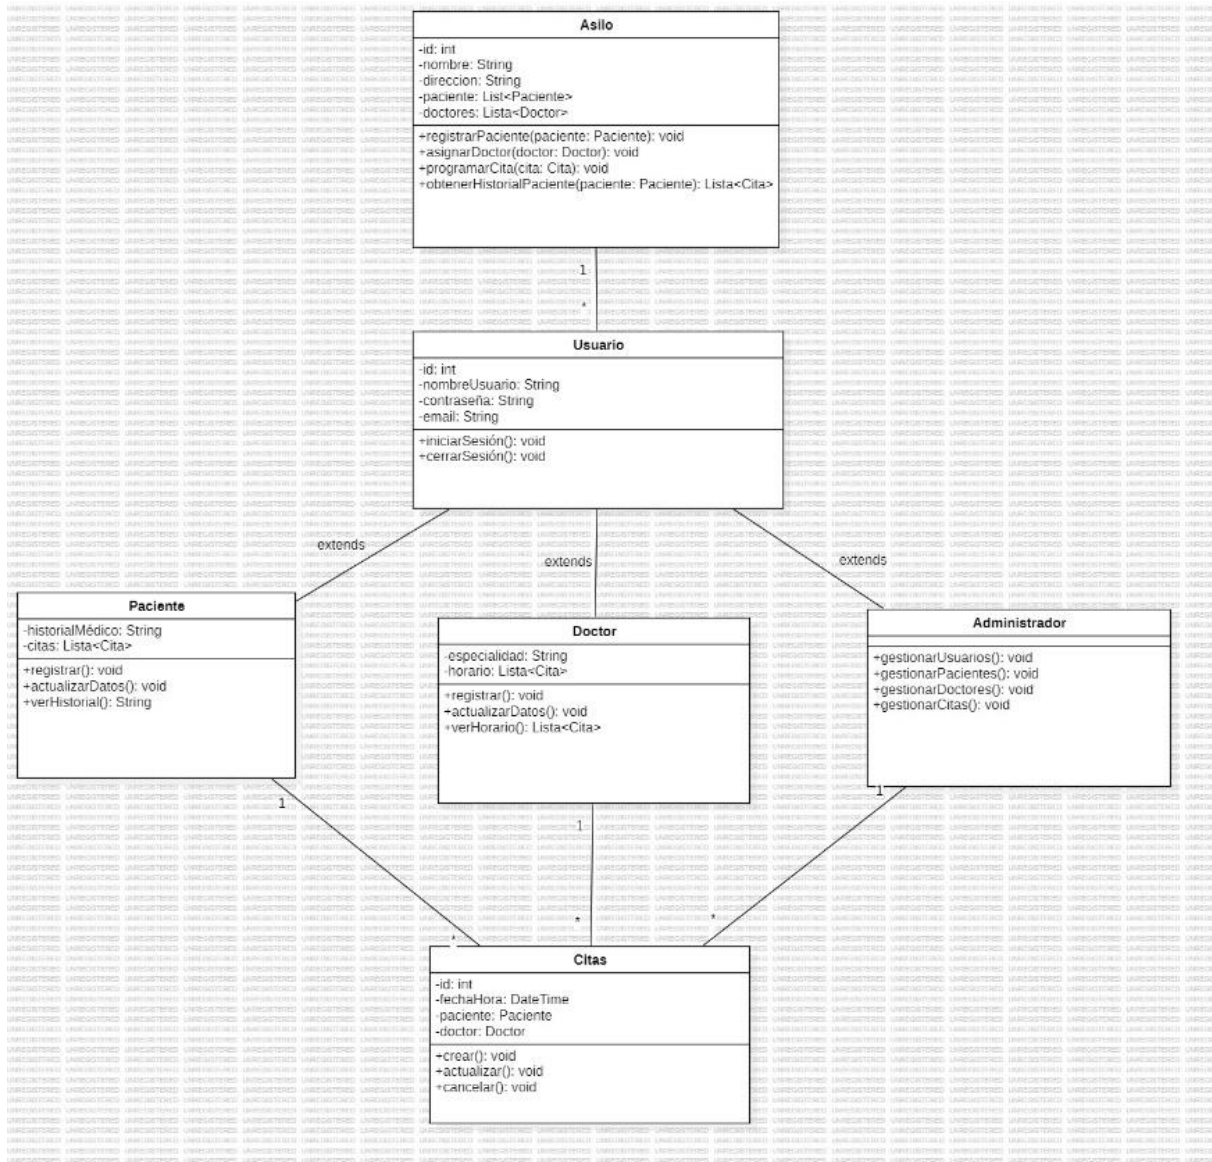 Asilo
-id: int
-nombre: String
-direccion: String
-paciente: List<Paciente>
-doctores: Lista<Doctor>
+registrarPaciente(paciente: Paciente): void
+asignarDoctor(doctor: Doctor): void
+programarCita(cita: Cita): void
+obtenerHistorialPaciente(paciente: Paciente): Lista<Cita>
1
*
Usuario
-id: int
-nombreUsuario: String
-contraseña: String
-email: String
+iniciarSesión(): void
+cerrarSesión(): void
extends
extends
extends
Paciente
-historialMédico: String
-citas: Lista<Cita>
+registrar(): void
+actualizarDatos(): void
+verHistorial(): String
Doctor
-especialidad: String
-horario: Lista<Cita>
+registrar(): void
+actualizarDatos(): void
+verHorario(): Lista<Cita>
Administrador
+gestionarUsuarios(): void
+gestionarPacientes(): void
+gestionarDoctores(): void
+gestionarCitas(): void
1
1
1
*
*
*
Citas
-id: int
-fechaHora: DateTime
-paciente: Paciente
-doctor: Doctor
+crear(): void
+actualizar(): void
+cancelar(): void